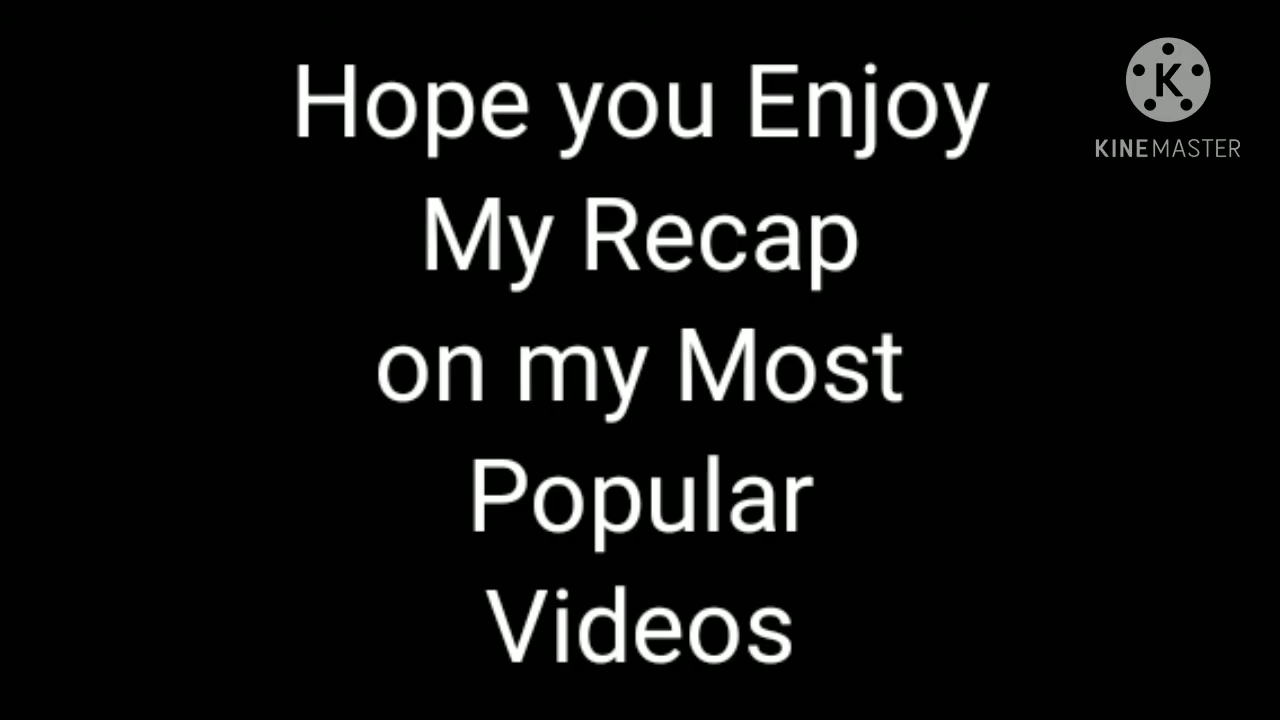 Hope you Enjoy
My Recap
on my Most
Popular
Videos
K
KINEMASTER